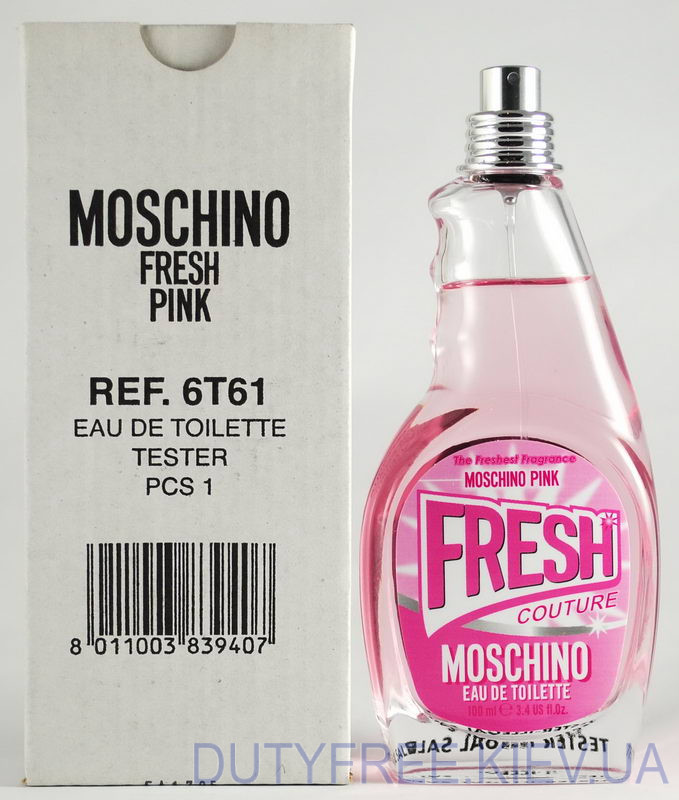 MOSCHINO
FRESH
PINK
REF. 6T61
EAU DE TOILETTE
TESTER
PCS 1
8 011003 839407
The Freshest Fragrance
MOSCHINO PINK
FRESH
COUTURE
MOSCHINO
EAU DE TOILETTE
100 ml ℮ 3.4 US fl.Oz.
TESTER
DUTYFREE.KIEV.UA